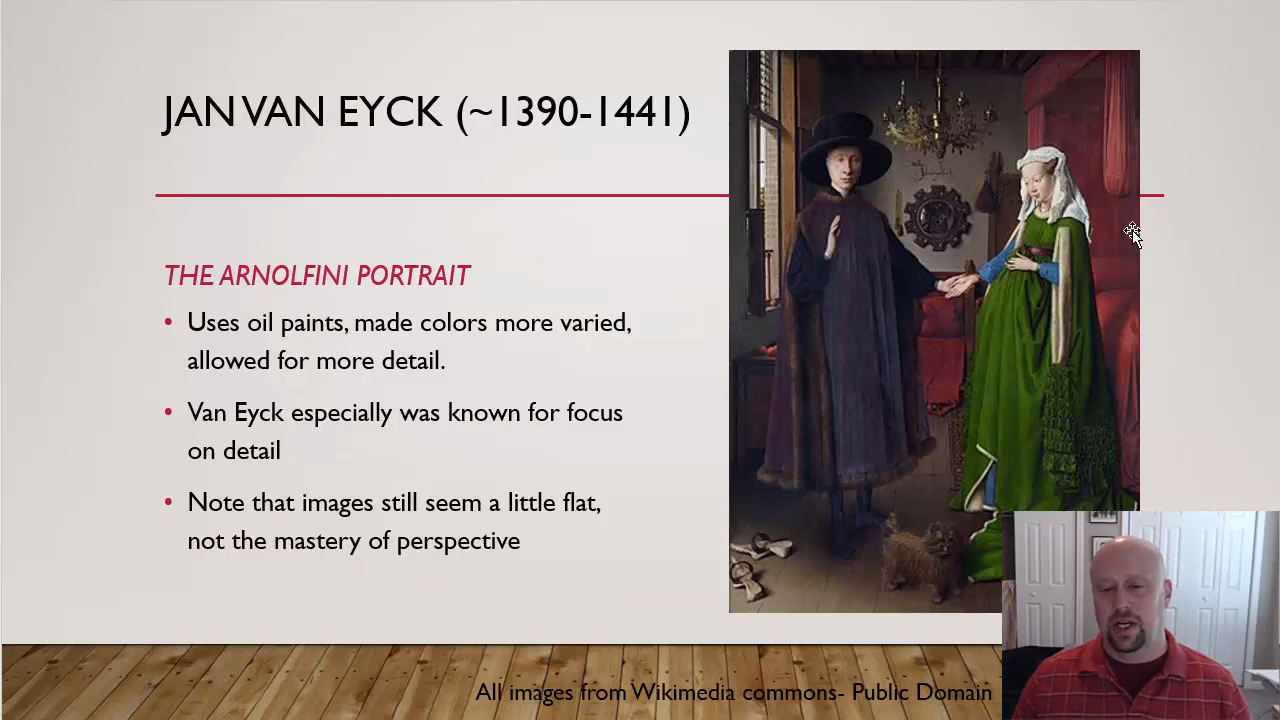 JAN VAN EYCK (~1390-1441)
THE ARNOLFINI PORTRAIT
• Uses oil paints, made colors more varied,
allowed for more detail.
• Van Eyck especially was known for focus
on detail
• Note that images still seem a little flat,
not the mastery of perspective
All images from Wikimedia commons- Public Domain